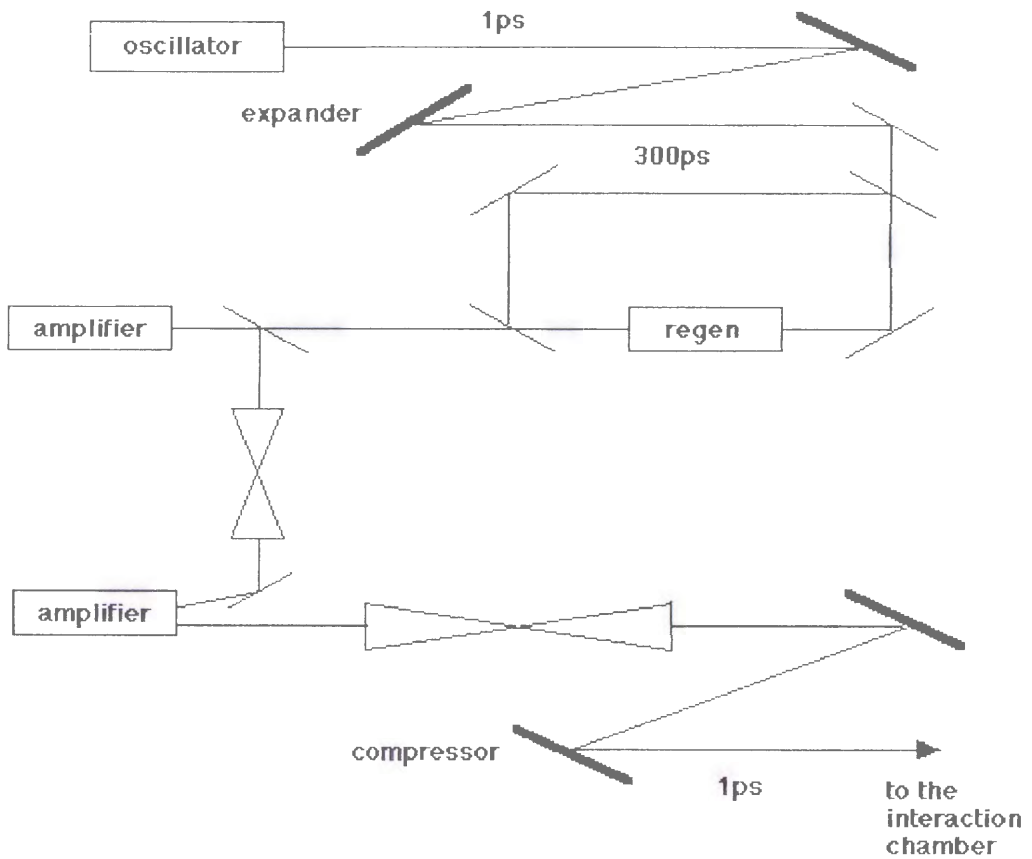 1ps
oscillator
expander
300ps
amplifier
regen
amplifier
compressor
1ps
to the
interaction
chamber